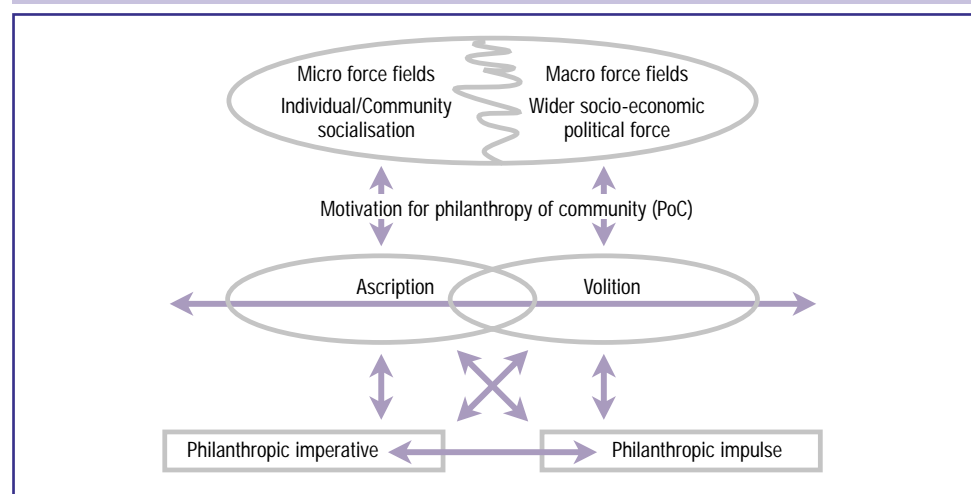 Micro force fields
Individual/Community
socialisation
Macro force fields
Wider socio-economic
political force
Motivation for philanthropy of community (PoC)
Ascription
Volition
Philanthropic imperative
Philanthropic impulse